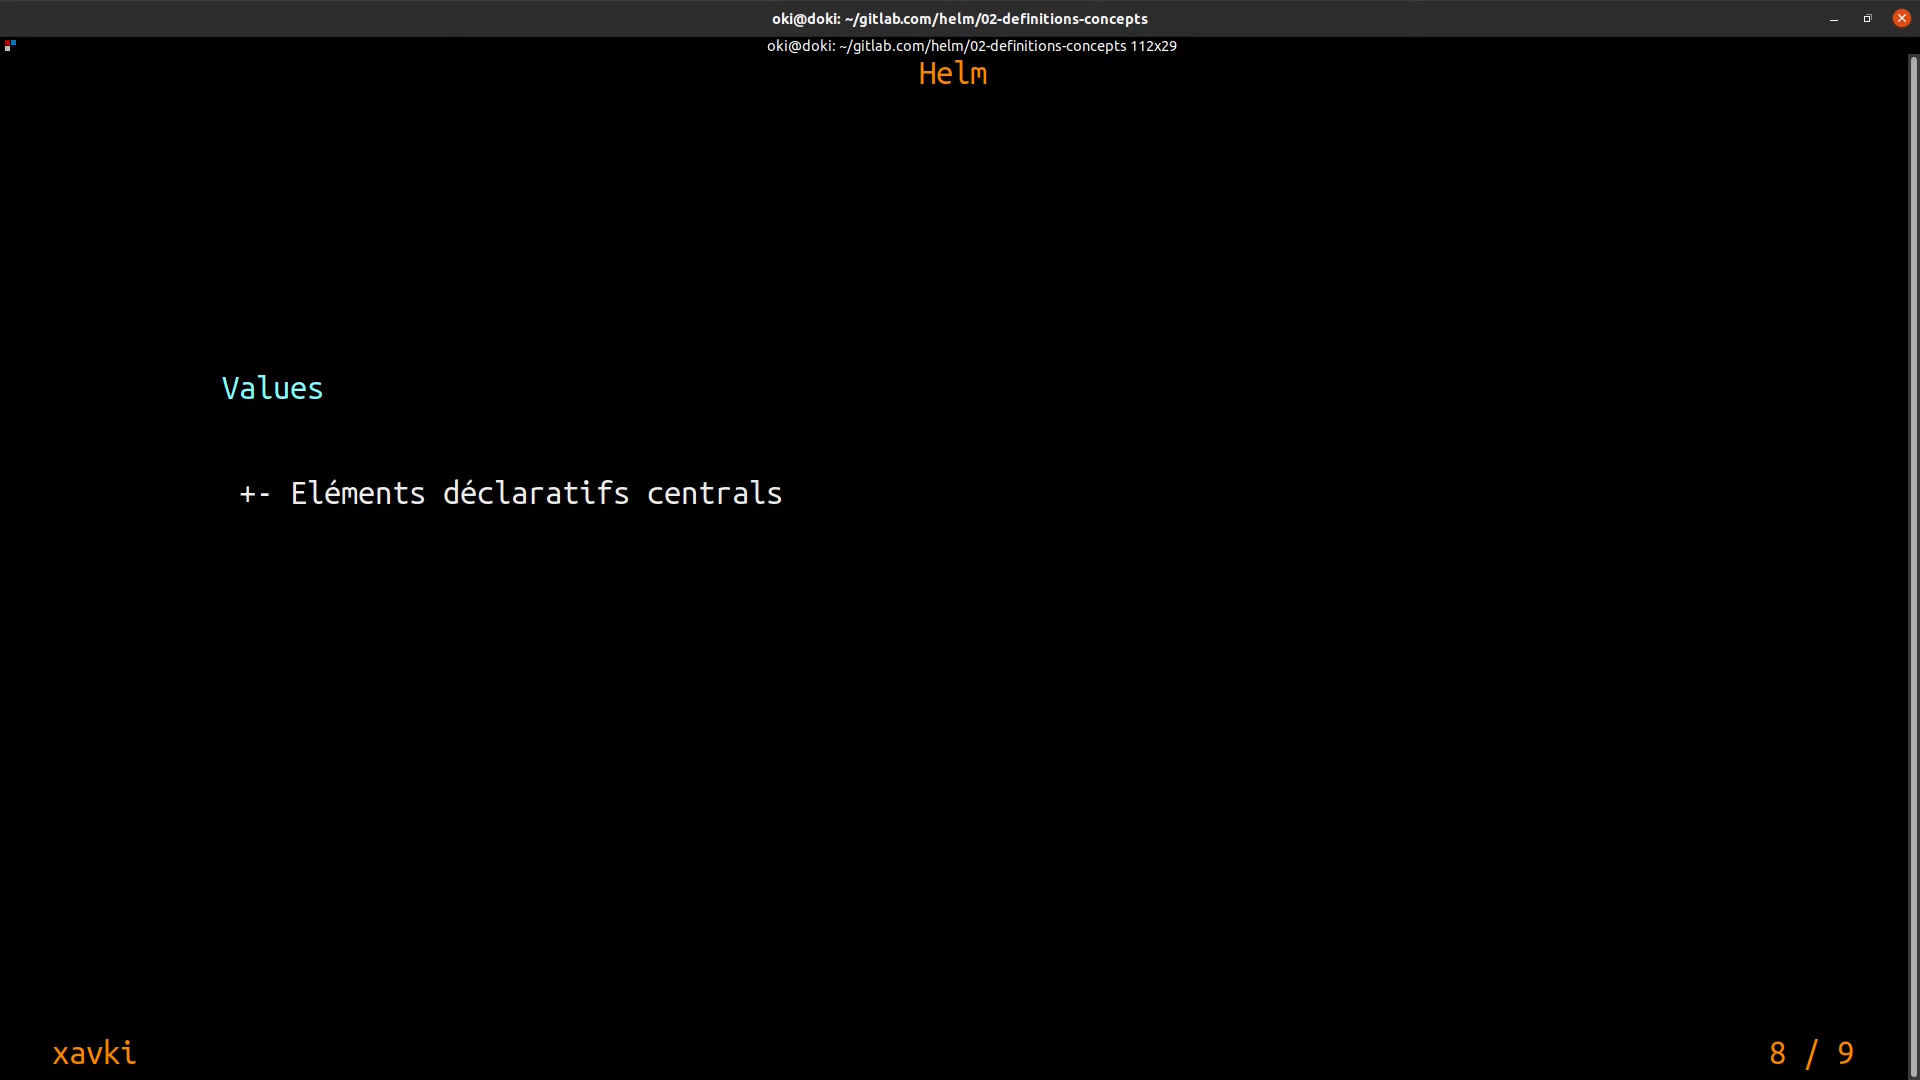 oki@doki: ~/gitlab.com/helm/02-definitions-concepts
oki@doki: ~/gitlab.com/helm/02-definitions-concepts 112x29
Helm
Values
+- Eléments déclaratifs centrals
xavki
8 / 9